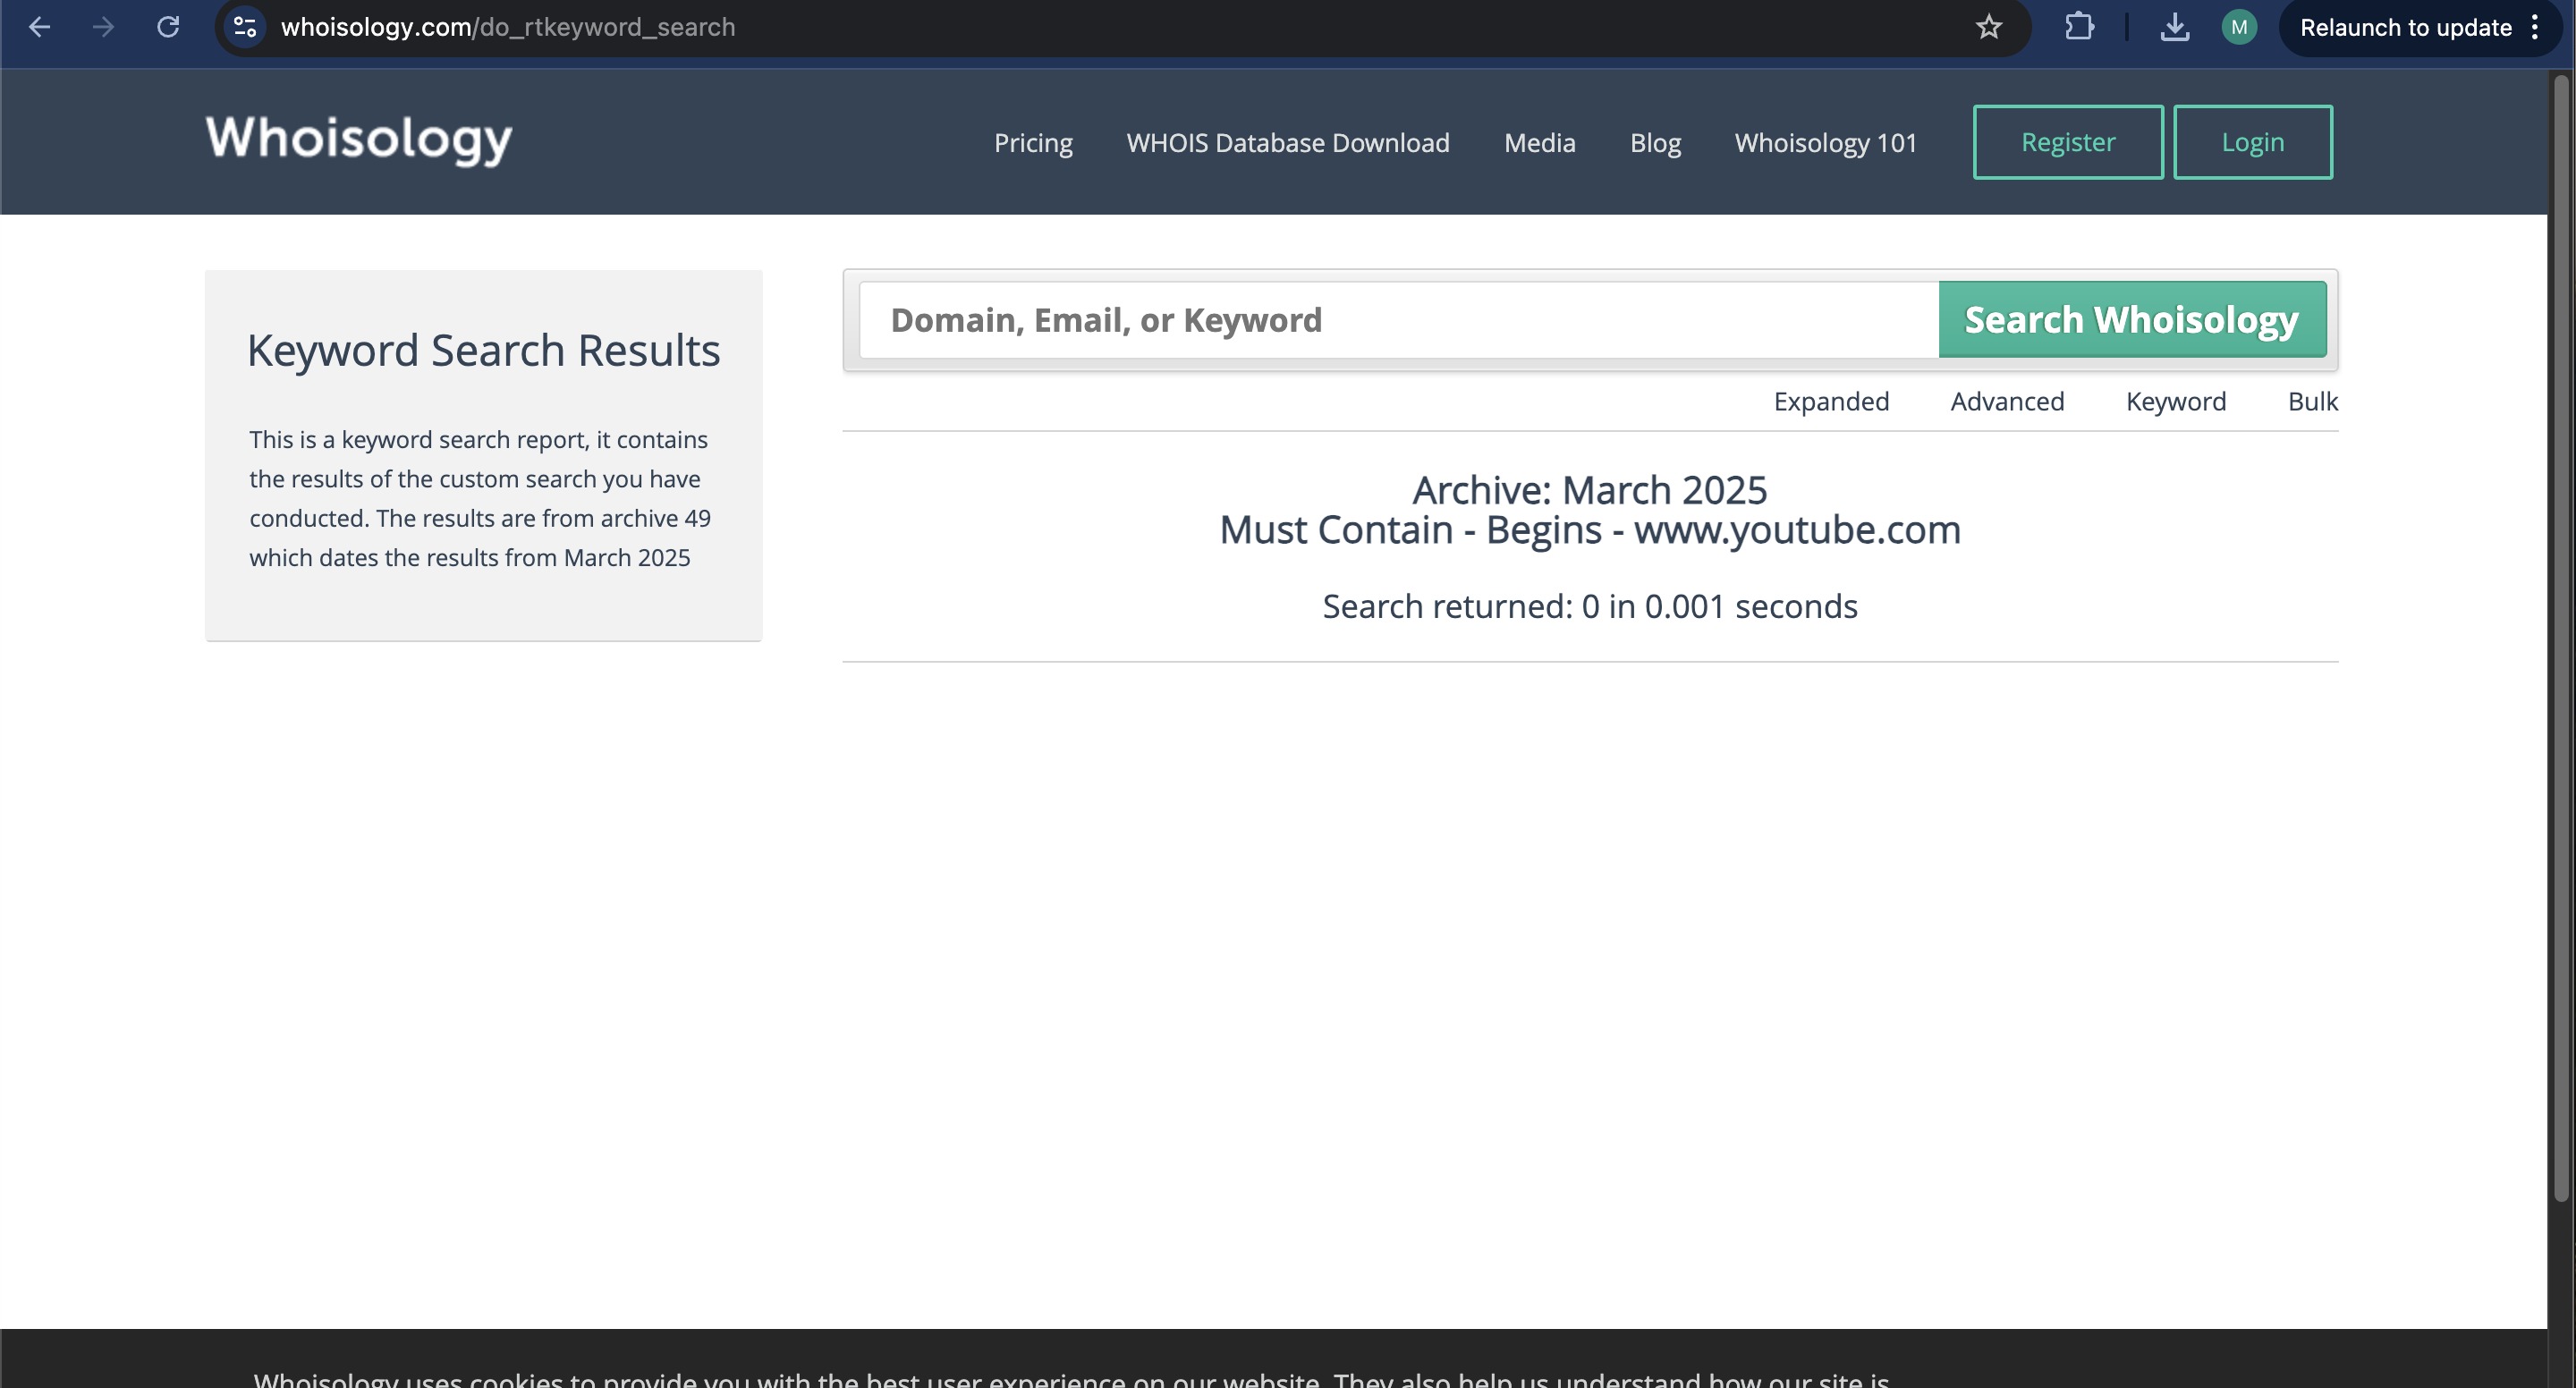 whoisology.com/do_rtkeyword_search
M
Relaunch to update
Whoisology
Pricing
WHOIS Database Download
Media
Blog
Whoisology 101
Register
Login
Keyword Search Results
This is a keyword search report, it contains
the results of the custom search you have
conducted. The results are from archive 49
which dates the results from March 2025
Domain, Email, or Keyword
Search Whoisology
Expanded
Advanced
Keyword
Bulk
Archive: March 2025
Must Contain - Begins - www.youtube.com
Search returned: 0 in 0.001 seconds
Whoisology uses cookies to provide you with the best user experience on our website. They also help us understand how our site is